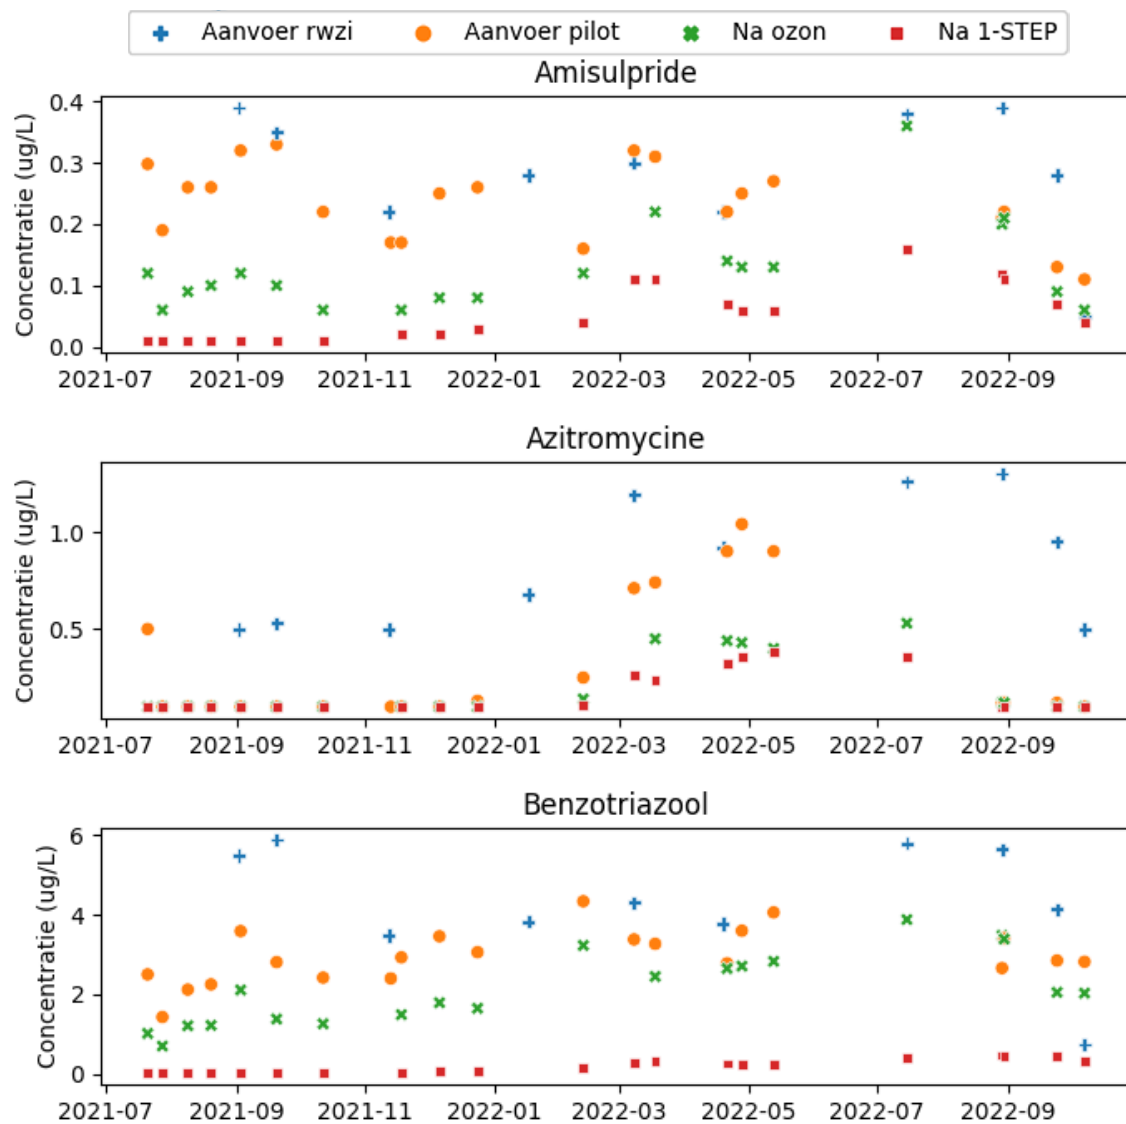 Aanvoer rwzi Aanvoer pilot Na ozon Na 1-STEP
Amisulpride
Concentratie (ug/L)
0.4
0.3
0.2
0.1
0.0
2021-07 2021-09 2021-11 2022-01 2022-03 2022-05 2022-07 2022-09
Azitromycine
Concentratie (ug/L)
1.0
0.5
2021-07 2021-09 2021-11 2022-01 2022-03 2022-05 2022-07 2022-09
Benzotriazool
Concentratie (ug/L)
6
4
2
0
2021-07 2021-09 2021-11 2022-01 2022-03 2022-05 2022-07 2022-09